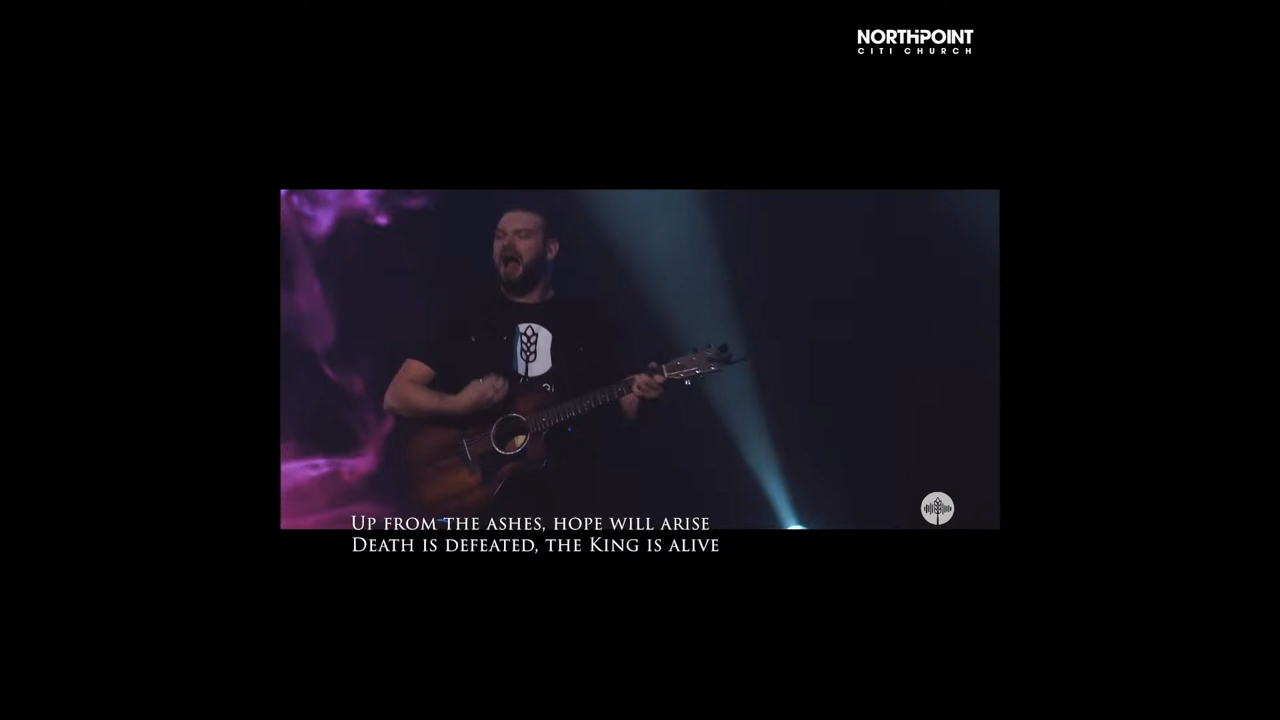 NORTHPOINT
CITI CHURCH
UP FROM THE ASHES, HOPE WILL ARISE
DEATH IS DEFEATED, THE KING IS ALIVE